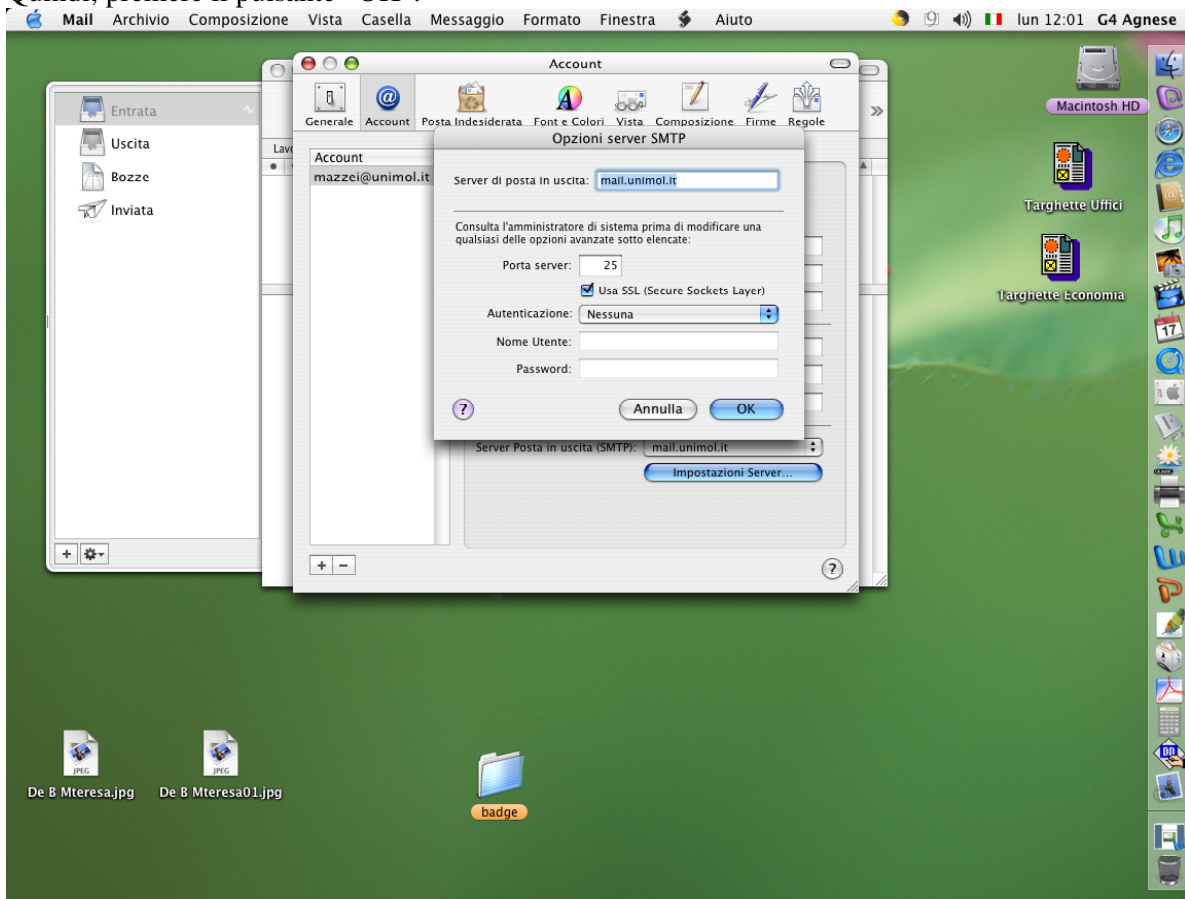 Quindi, premere il pulsante "OK".
Mail Archivio Composizione Vista Casella Messaggio Formato Finestra Aiuto lun 12:01 G4 Agnese
Account
Generale Account Posta Indesiderata Font e Colori Vista Composizione Firme Regole
Entrata
Uscita
Bozze
Inviata
Lavo
Account
mazzei@unimol.it
Opzioni server SMTP
Server di posta in uscita: mail.unimol.it
Consulta l'amministratore di sistema prima di modificare una
qualsiasi delle opzioni avanzate sotto elencate:
Porta server: 25
Usa SSL (Secure Sockets Layer)
Autenticazione: Nessuna
Nome Utente:
Password:
? Annulla OK
Server Posta in uscita (SMTP): mail.unimol.it
Impostazioni Server...
+ −
+
?
Macintosh HD
Targhette Uffici
Targhette Economia
17
JPEG
De B Mteresa.jpg
JPEG
De B Mteresa01.jpg
badge